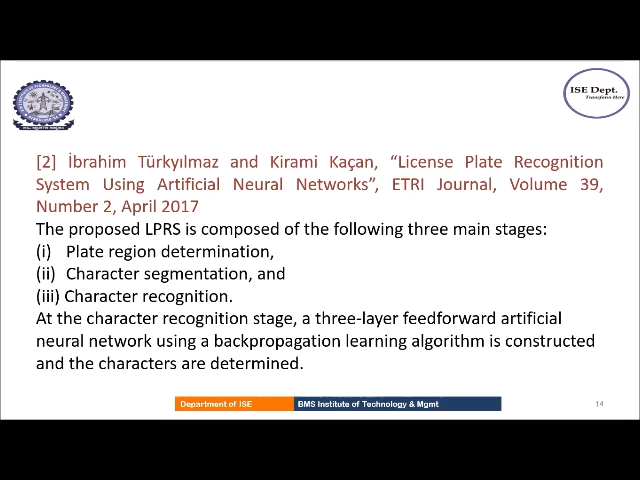 ISE Dept.
Transform Here
[2] İbrahim Türkyılmaz and Kirami Kaçan, “License Plate Recognition
System Using Artificial Neural Networks”, ETRI Journal, Volume 39,
Number 2, April 2017
The proposed LPRS is composed of the following three main stages:
(i) Plate region determination,
(ii) Character segmentation, and
(iii) Character recognition.
At the character recognition stage, a three-layer feedforward artificial
neural network using a backpropagation learning algorithm is constructed
and the characters are determined.
Department of ISE BMS Institute of Technology & Mgmt 14